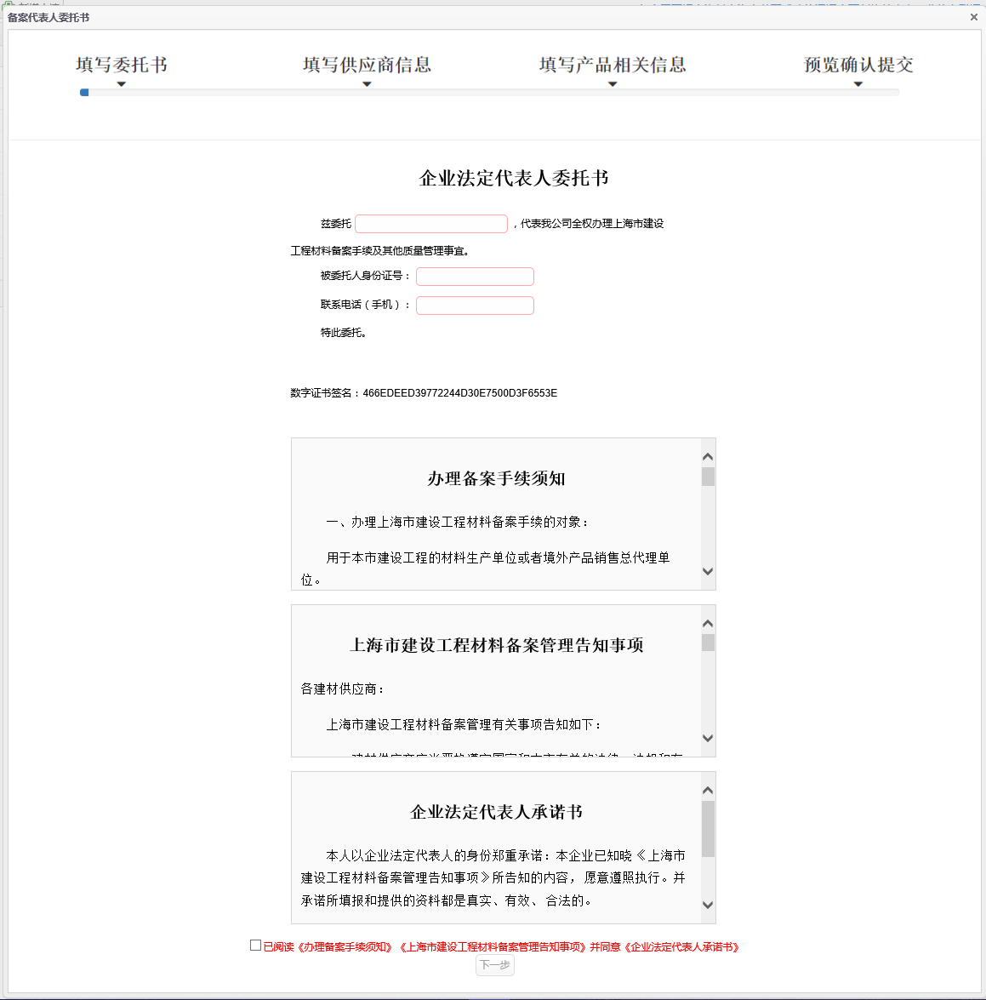 备案代表人委托书
填写委托书 填写供应商信息 填写产品相关信息 预览确认提交
企业法定代表人委托书
兹委托 ，代表我公司全权办理上海市建设
工程材料备案手续及其他质量管理事宜。
被委托人身份证号：
联系电话（手机）：
特此委托。
数字证书签名：466EDEED39772244D30E7500D3F6553E
办理备案手续须知
一、办理上海市建设工程材料备案手续的对象：
用于本市建设工程的材料生产单位或者境外产品销售总代理单
位。
上海市建设工程材料备案管理告知事项
各建材供应商：
上海市建设工程材料备案管理有关事项告知如下：
企业法定代表人承诺书
本人以企业法定代表人的身份郑重承诺：本企业已知晓《上海市
建设工程材料备案管理告知事项》所告知的内容，愿意遵照执行。并
承诺所填报和提供的资料都是真实、有效、合法的。
已阅读《办理备案手续须知》《上海市建设工程材料备案管理告知事项》并同意《企业法定代表人承诺书》
下一步